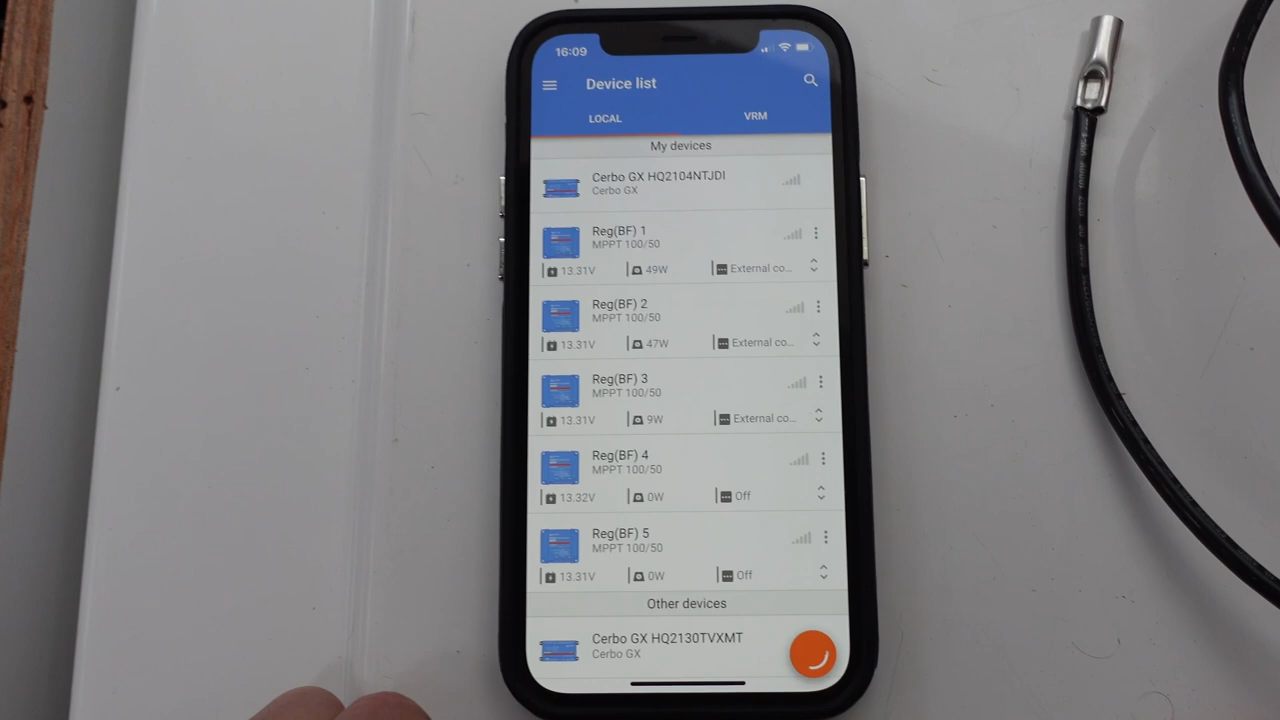 16:09
Device list
LOCAL VRM
My devices
Cerbo GX HQ2104NTJDI
Cerbo GX
Reg(BF) 1
MPPT 100/50
13.31V 49W External co...
Reg(BF) 2
MPPT 100/50
13.31V 47W External co...
Reg(BF) 3
MPPT 100/50
13.31V 9W External co...
Reg(BF) 4
MPPT 100/50
13.32V 0W Off
Reg(BF) 5
MPPT 100/50
13.31V 0W Off
Other devices
Cerbo GX HQ2130TVXMT
Cerbo GX